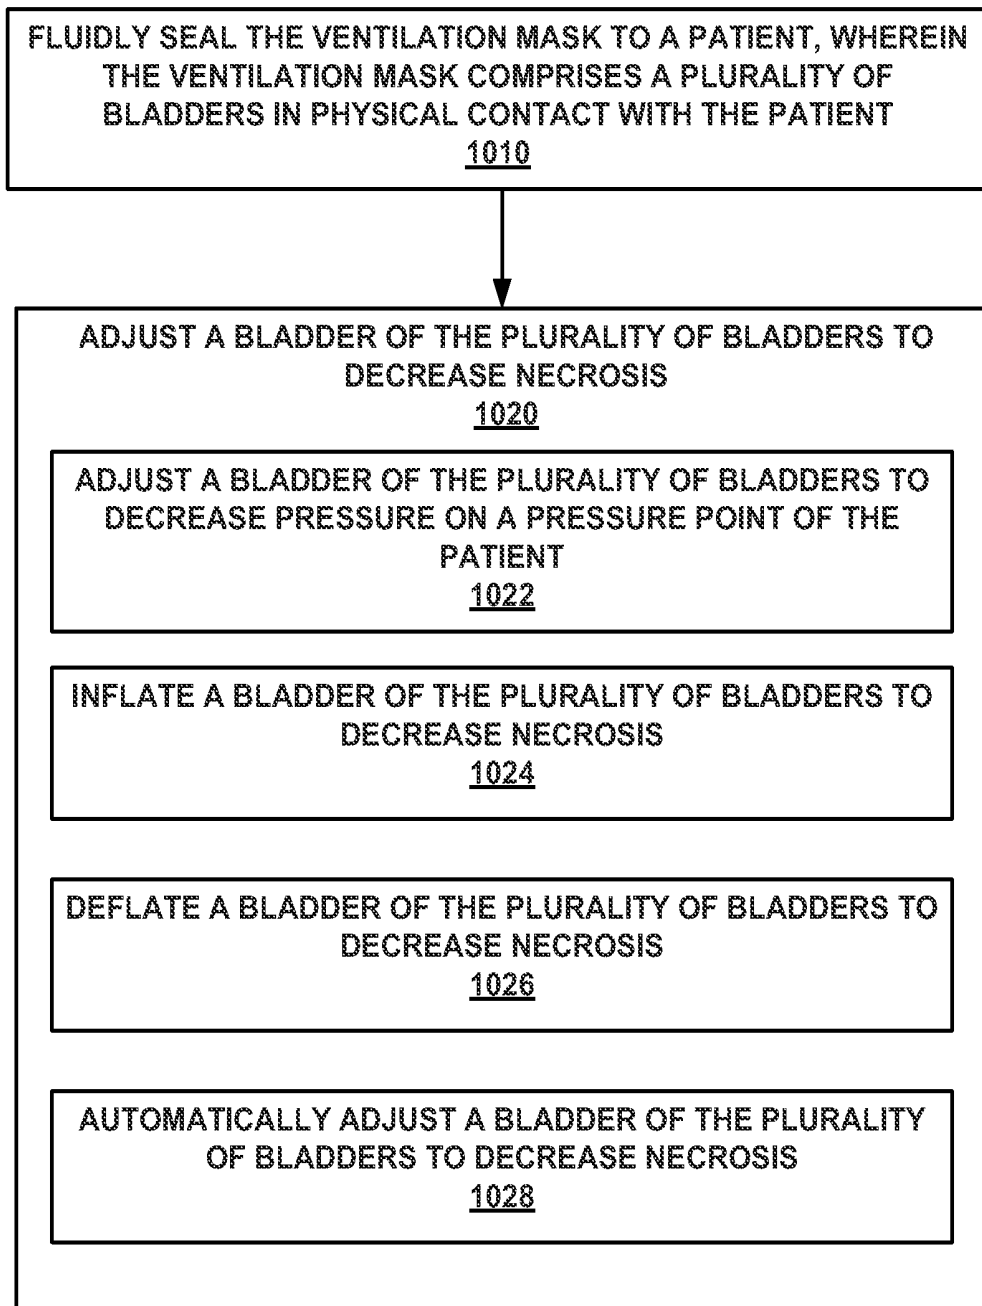 FLUIDLY SEAL THE VENTILATION MASK TO A PATIENT, WHEREIN
THE VENTILATION MASK COMPRISES A PLURALITY OF
BLADDERS IN PHYSICAL CONTACT WITH THE PATIENT
1010
ADJUST A BLADDER OF THE PLURALITY OF BLADDERS TO
DECREASE NECROSIS
1020
ADJUST A BLADDER OF THE PLURALITY OF BLADDERS TO
DECREASE PRESSURE ON A PRESSURE POINT OF THE
PATIENT
1022
INFLATE A BLADDER OF THE PLURALITY OF BLADDERS TO
DECREASE NECROSIS
1024
DEFLATE A BLADDER OF THE PLURALITY OF BLADDERS TO
DECREASE NECROSIS
1026
AUTOMATICALLY ADJUST A BLADDER OF THE PLURALITY
OF BLADDERS TO DECREASE NECROSIS
1028